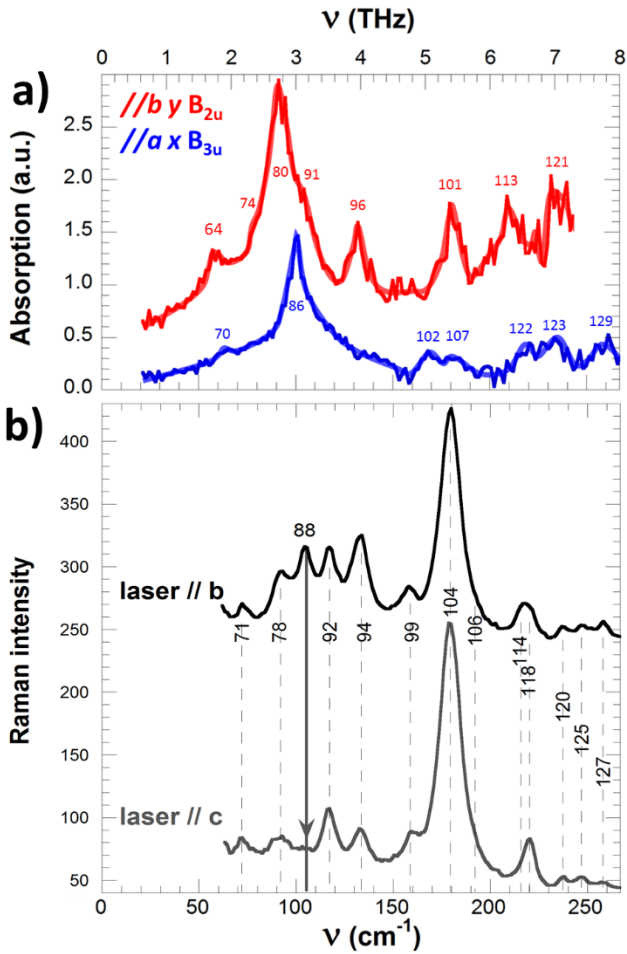 ν (THz)
0 1 2 3 4 5 6 7 8
a)
//b y B2u
//a x B3u
Absorption (a.u.)
2.5
2.0
1.5
1.0
0.5
0.0
64 74 80 91 96 101 113 121
70 86 102 107 122 123 129
b)
Raman intensity
400
350
300
250
200
150
100
50
88
laser // b
71 78 92 94 99 104 106 114 118 120 125 127
laser // c
0 50 100 150 200 250
ν (cm-1)